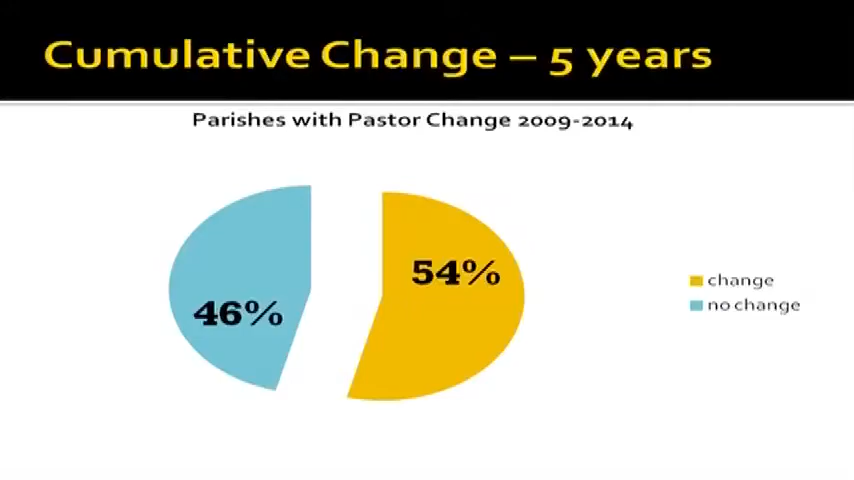 Cumulative Change – 5 years
Parishes with Pastor Change 2009-2014
54%
46%
change
no change